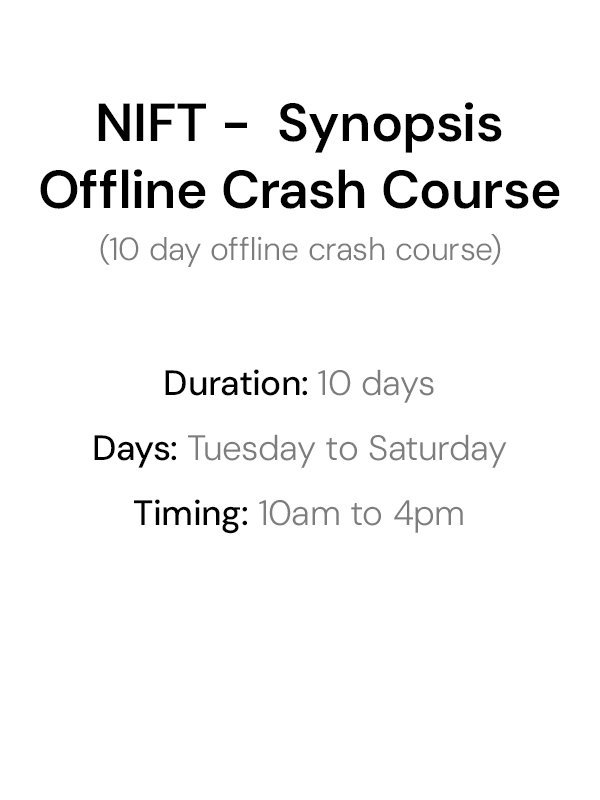 NIFT - Synopsis
Offline Crash Course
(10 day offline crash course)
Duration: 10 days
Days: Tuesday to Saturday
Timing: 10am to 4pm